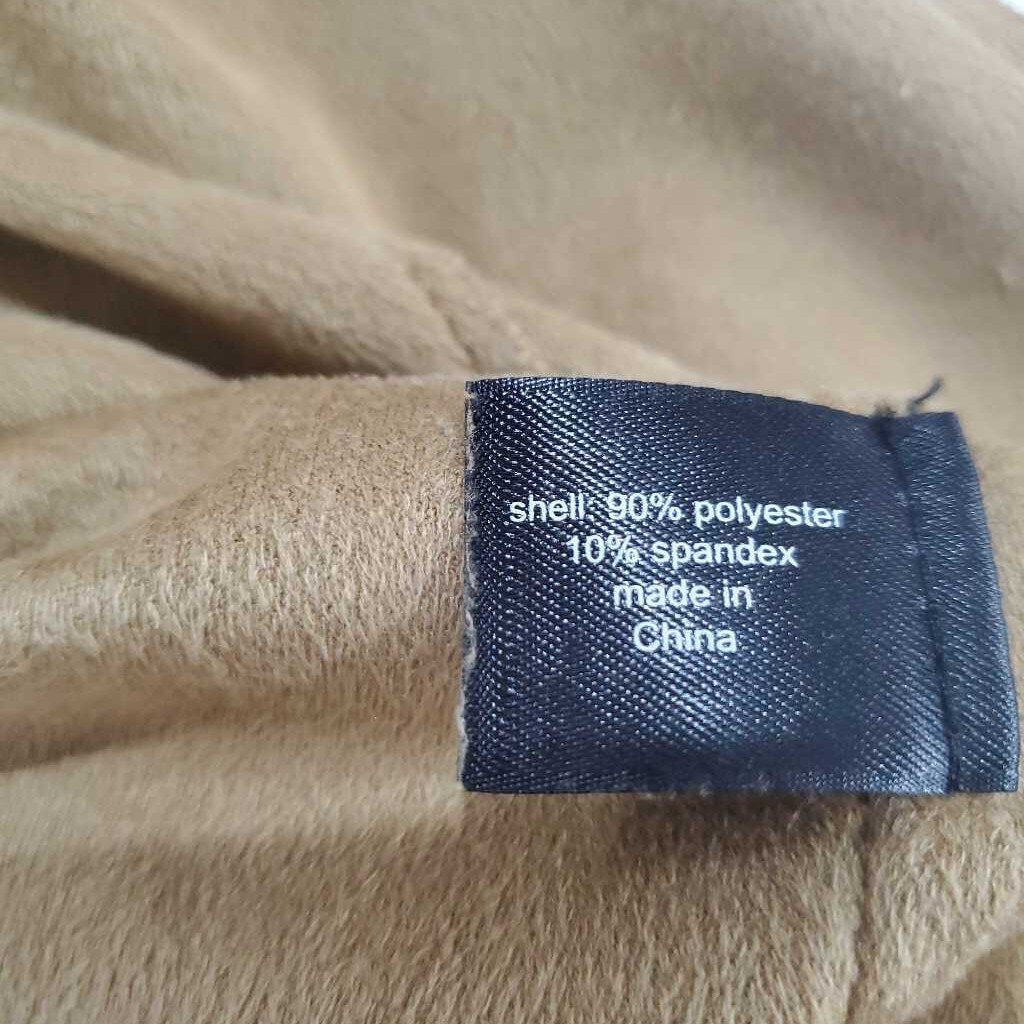 shell: 90% polyester
10% spandex
made in
China